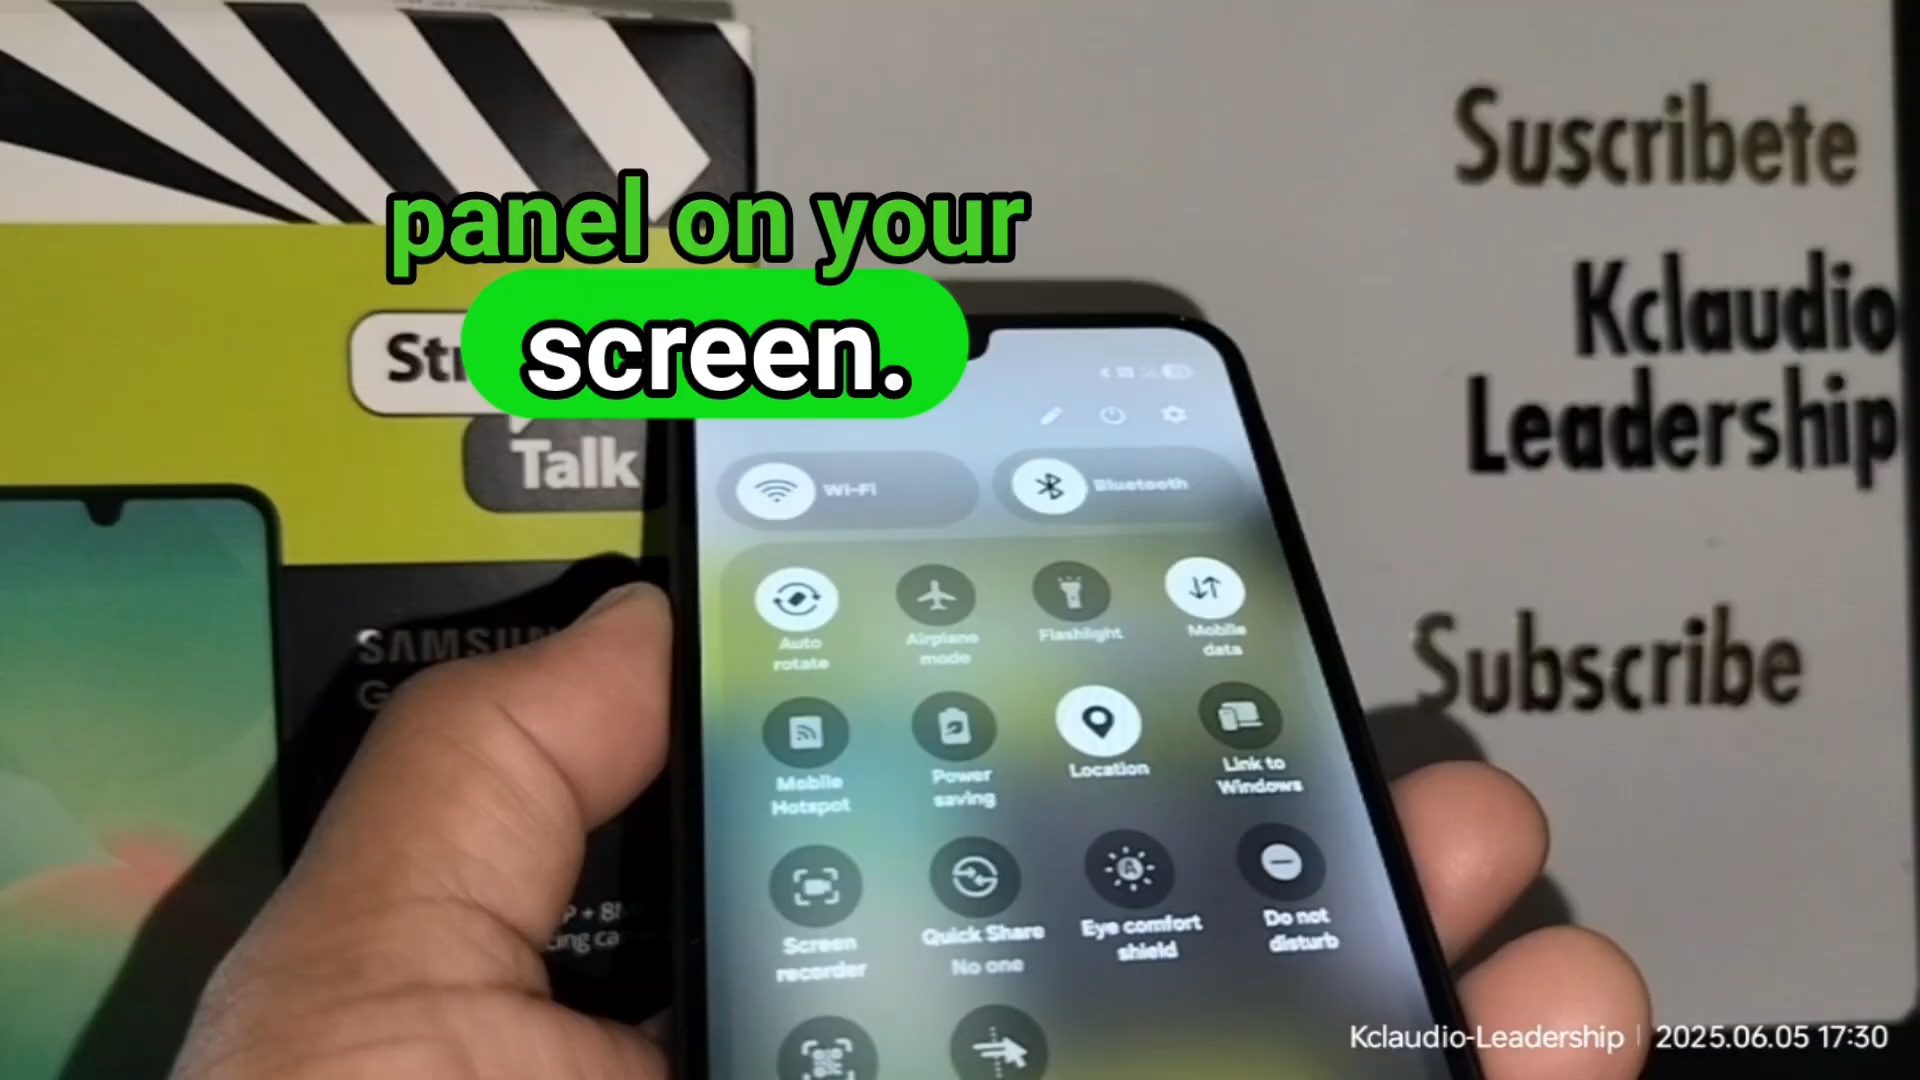 panel on your
screen.
Suscribete
Kclaudio
Leadership
Subscribe
Talk
SAMSUN
Wi-Fi
Bluetooth
Auto
rotate
Airplane
mode
Flashlight
Mobile
data
Mobile
Hotspot
Power
saving
Location
Link to
Windows
Screen
recorder
Quick Share
No one
Eye comfort
shield
Do not
disturb
Kclaudio-Leadership | 2025.06.05 17:30